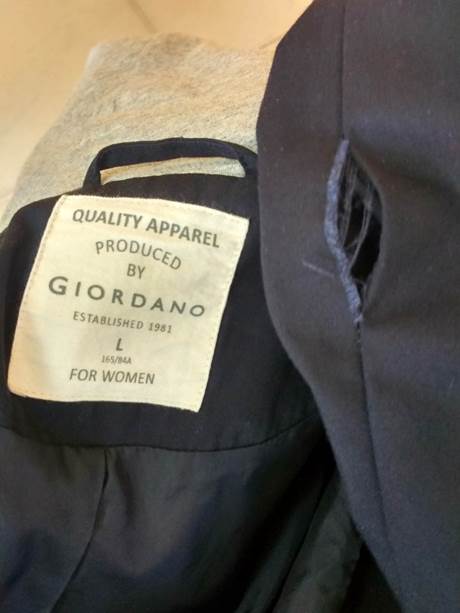 QUALITY APPAREL
PRODUCED
BY
GIORDANO
ESTABLISHED 1981
L
165/84A
FOR WOMEN